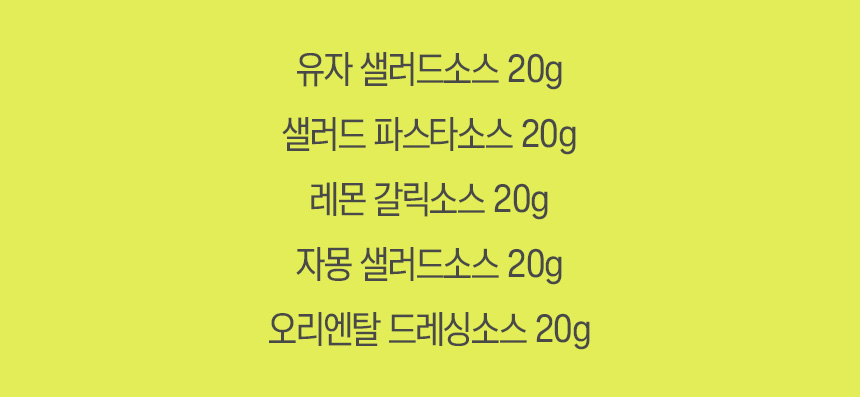 유자 샐러드소스 20g
샐러드 파스타소스 20g
레몬 갈릭소스 20g
자몽 샐러드소스 20g
오리엔탈 드레싱소스 20g